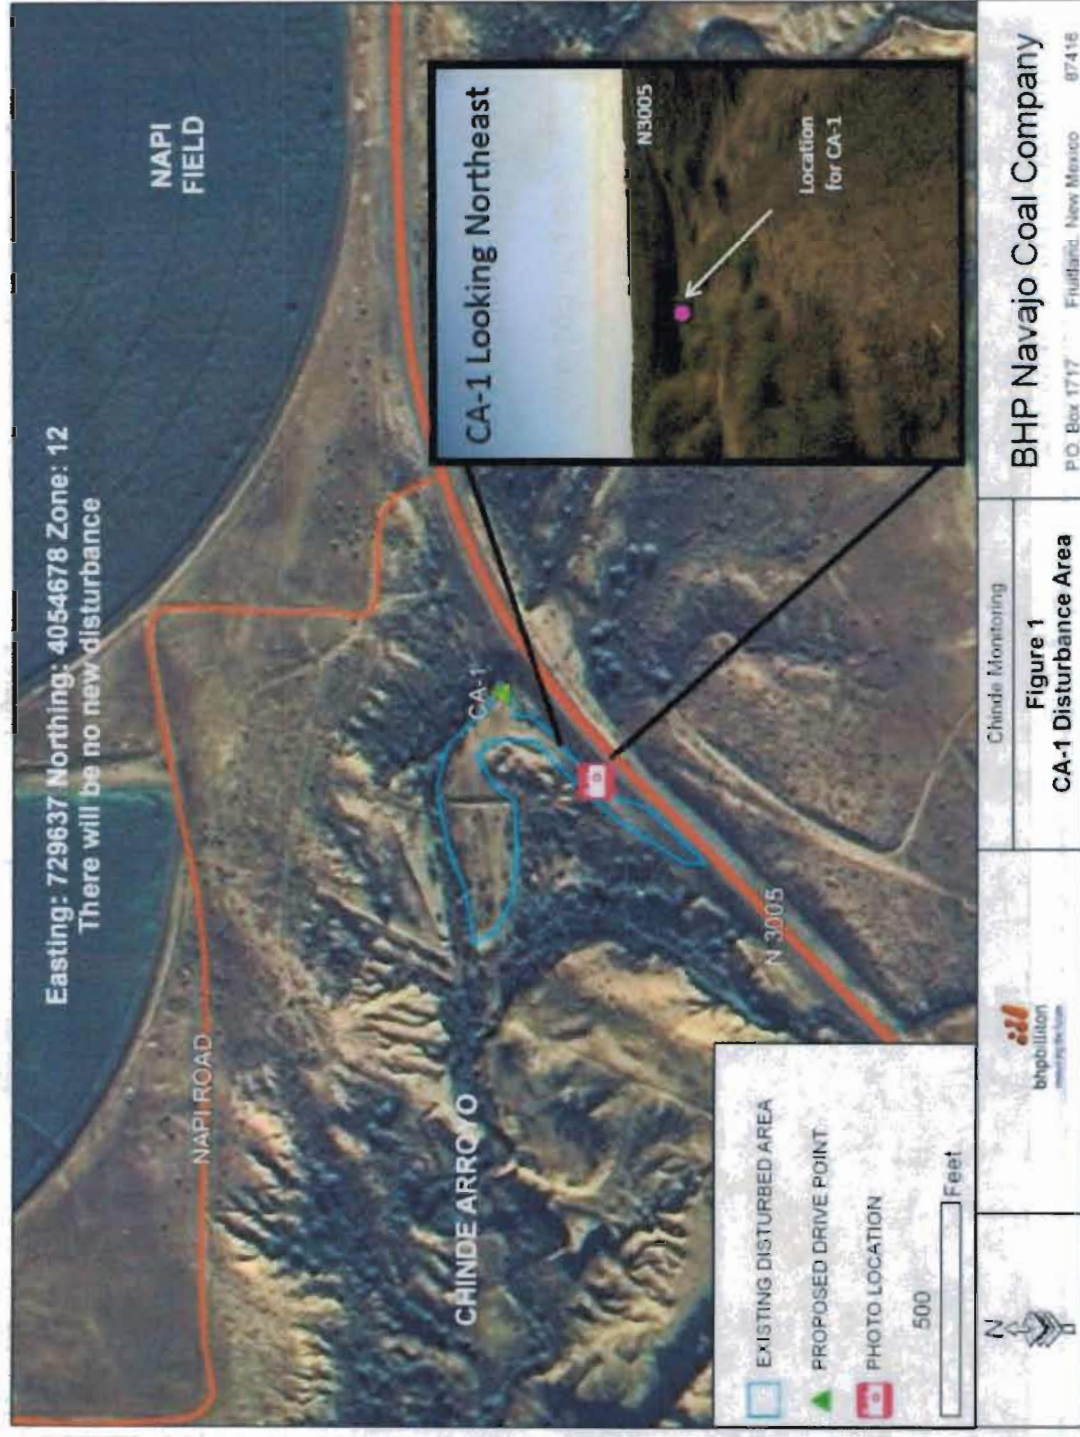 Easting: 729637 Northing: 4054678 Zone: 12
There will be no new disturbance
NAPI
FIELD
NAPI ROAD
CHINDE ARROYO
CA-1
N 3005
CA-1 Looking Northeast
N3005
Location
for CA-1
EXISTING DISTURBED AREA
PROPOSED DRIVE POINT
PHOTO LOCATION
500
Feet
N
bhpbilliton
Chinde Monitoring
Figure 1
CA-1 Disturbance Area
BHP Navajo Coal Company
P.O. Box 1717 Fruitland, New Mexico 87416